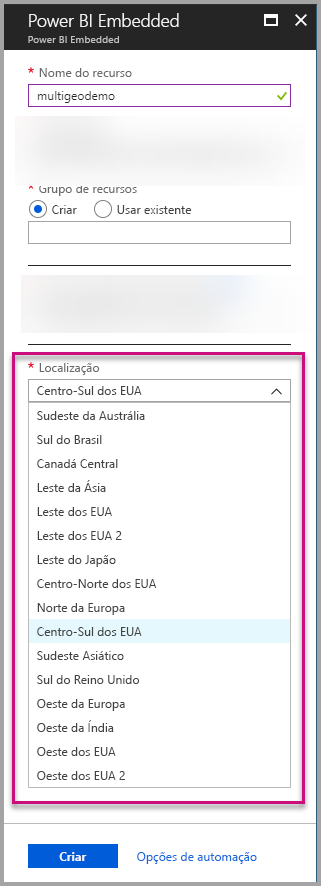 Power BI Embedded
Power BI Embedded
* Nome do recurso
multigeodemo
* Grupo de recursos
Criar Usar existente
* Localização
Centro-Sul dos EUA
Sudeste da Austrália
Sul do Brasil
Canadá Central
Leste da Ásia
Leste dos EUA
Leste dos EUA 2
Leste do Japão
Centro-Norte dos EUA
Norte da Europa
Centro-Sul dos EUA
Sudeste Asiático
Sul do Reino Unido
Oeste da Europa
Oeste da Índia
Oeste dos EUA
Oeste dos EUA 2
Criar Opções de automação